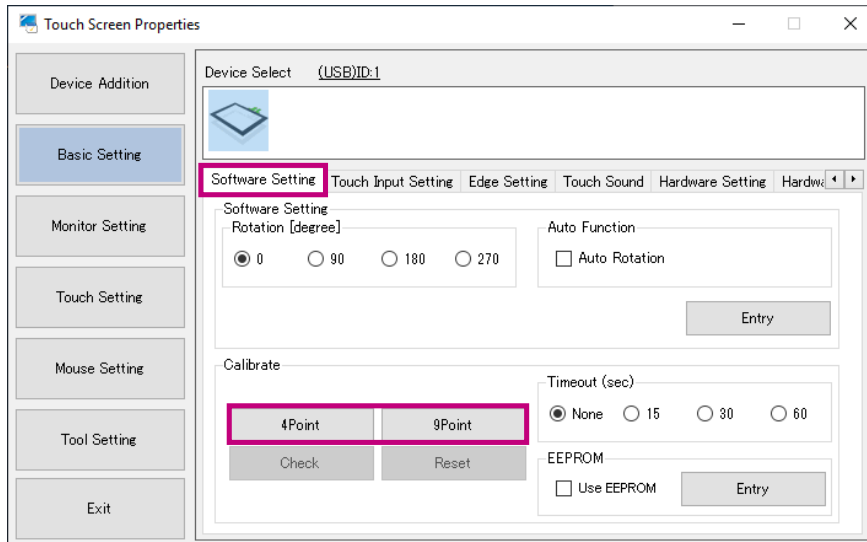 Touch Screen Properties
Device Addition
Basic Setting
Monitor Setting
Touch Setting
Mouse Setting
Tool Setting
Exit
Device Select (USB)ID:1
Software Setting Touch Input Setting Edge Setting Touch Sound Hardware Setting
Software Setting
Rotation [degree]
0 90 180 270
Auto Function
Auto Rotation
Entry
Calibrate
4Point 9Point
Check Reset
Timeout (sec)
None 15 30 60
EEPROM
Use EEPROM Entry